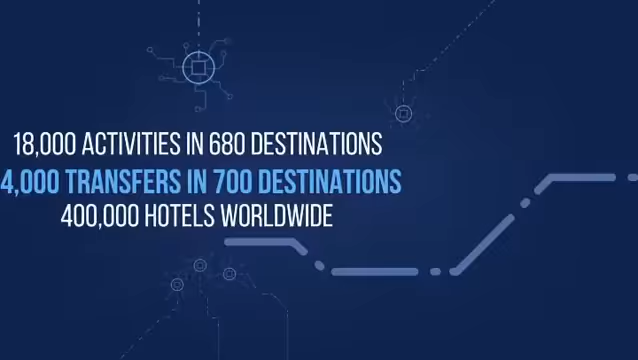 18,000 ACTIVITIES IN 680 DESTINATIONS
4,000 TRANSFERS IN 700 DESTINATIONS
400,000 HOTELS WORLDWIDE